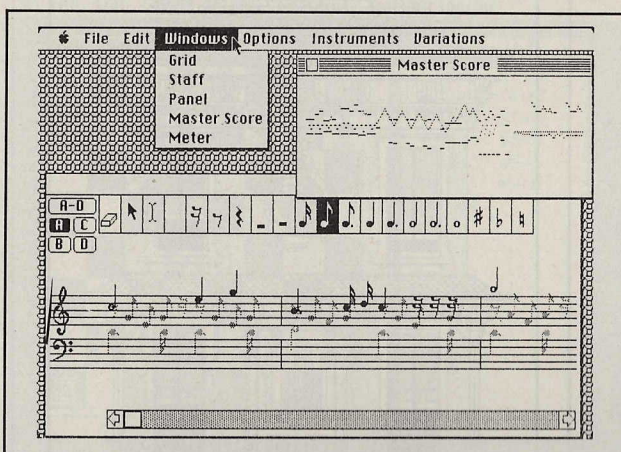 File Edit Windows Options Instruments Variations
Grid
Staff
Panel
Master Score
Meter
Master Score
A-D
A C
B D